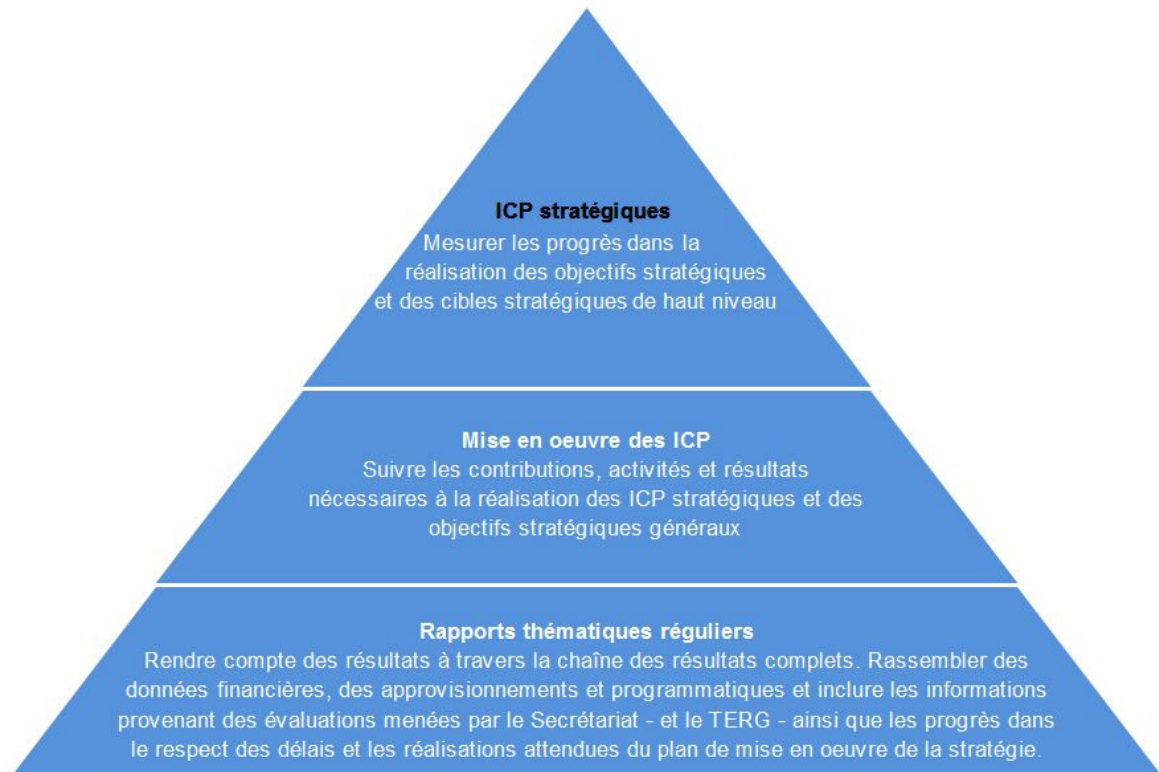 ICP stratégiques
Mesurer les progrès dans la
réalisation des objectifs stratégiques
et des cibles stratégiques de haut niveau
Mise en oeuvre des ICP
Suivre les contributions, activités et résultats
nécessaires à la réalisation des ICP stratégiques et des
objectifs stratégiques généraux
Rapports thématiques réguliers
Rendre compte des résultats à travers la chaîne des résultats complets. Rassembler des
données financières, des approvisionnements et programmatiques et inclure les informations
provenant des évaluations menées par le Secrétariat - et le TERG - ainsi que les progrès dans
le respect des délais et les réalisations attendues du plan de mise en oeuvre de la stratégie.